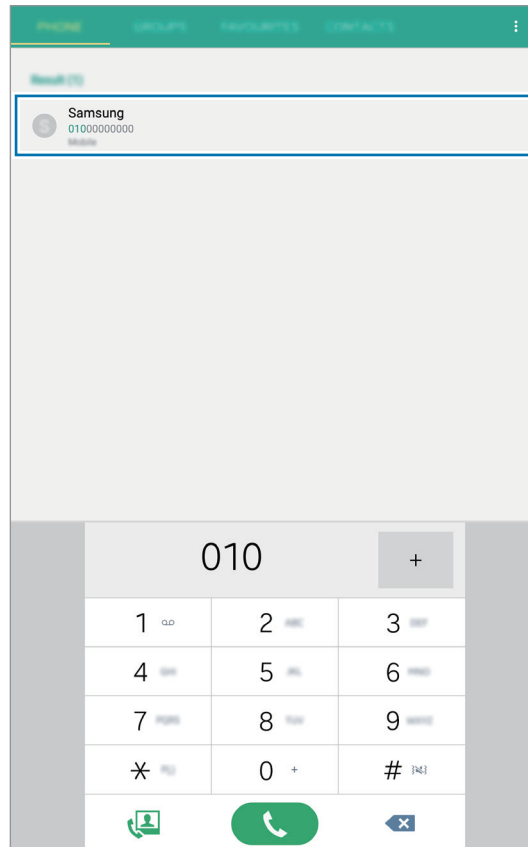 PHONE GROUPS FAVOURITES CONTACTS
Result (1)
S
Samsung
01000000000
Mobile
010 +
1 2 ABC 3 DEF
4 GHI 5 JKL 6 MNO
7 PQRS 8 TUV 9 WXYZ
* 0 + #